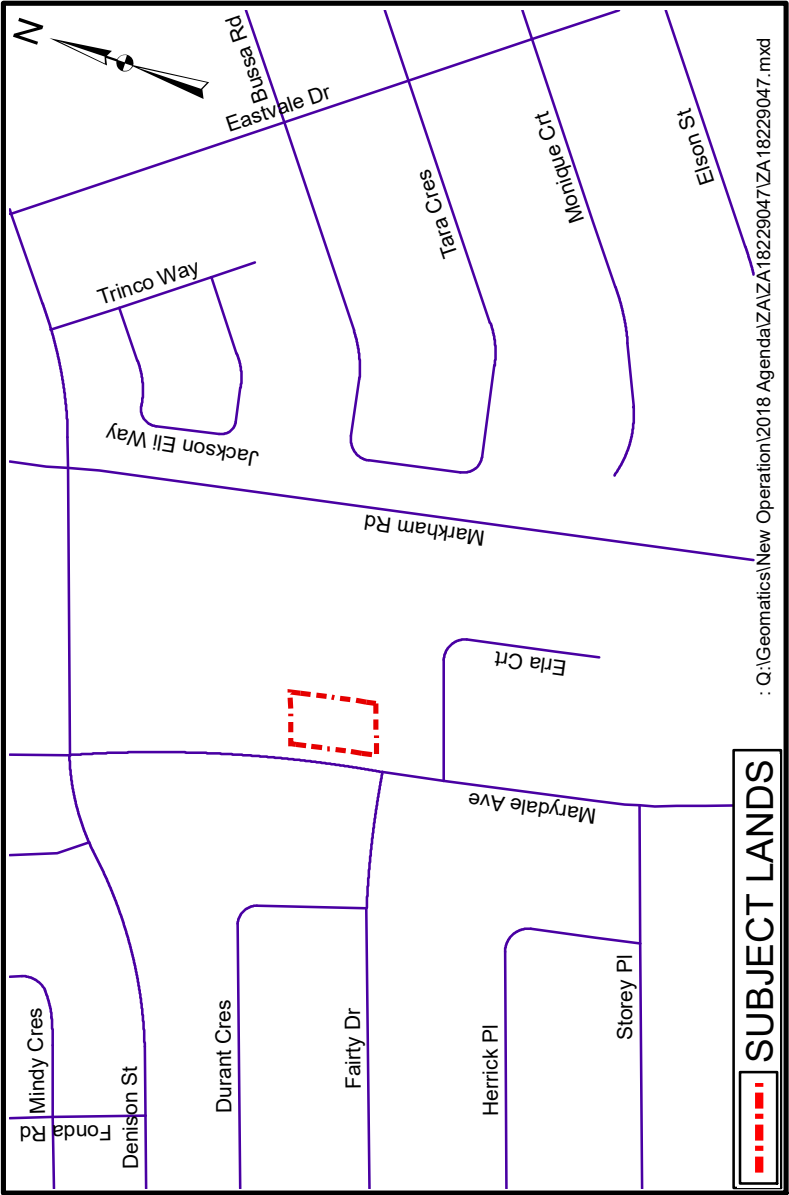 N
Bussa Rd
Eastvale Dr
Tara Cres
Monique Crt
Elson St
Trinco Way
Jackson Eli Way
Markham Rd
Erla Crt
Marydale Ave
Mindy Cres
Fonda Rd
Denison St
Durant Cres
Fairty Dr
Herrick Pl
Storey Pl
SUBJECT LANDS
: Q:\Geomatics\New Operation\2018 Agenda\ZA\ZA18229047\ZA18229047.mxd